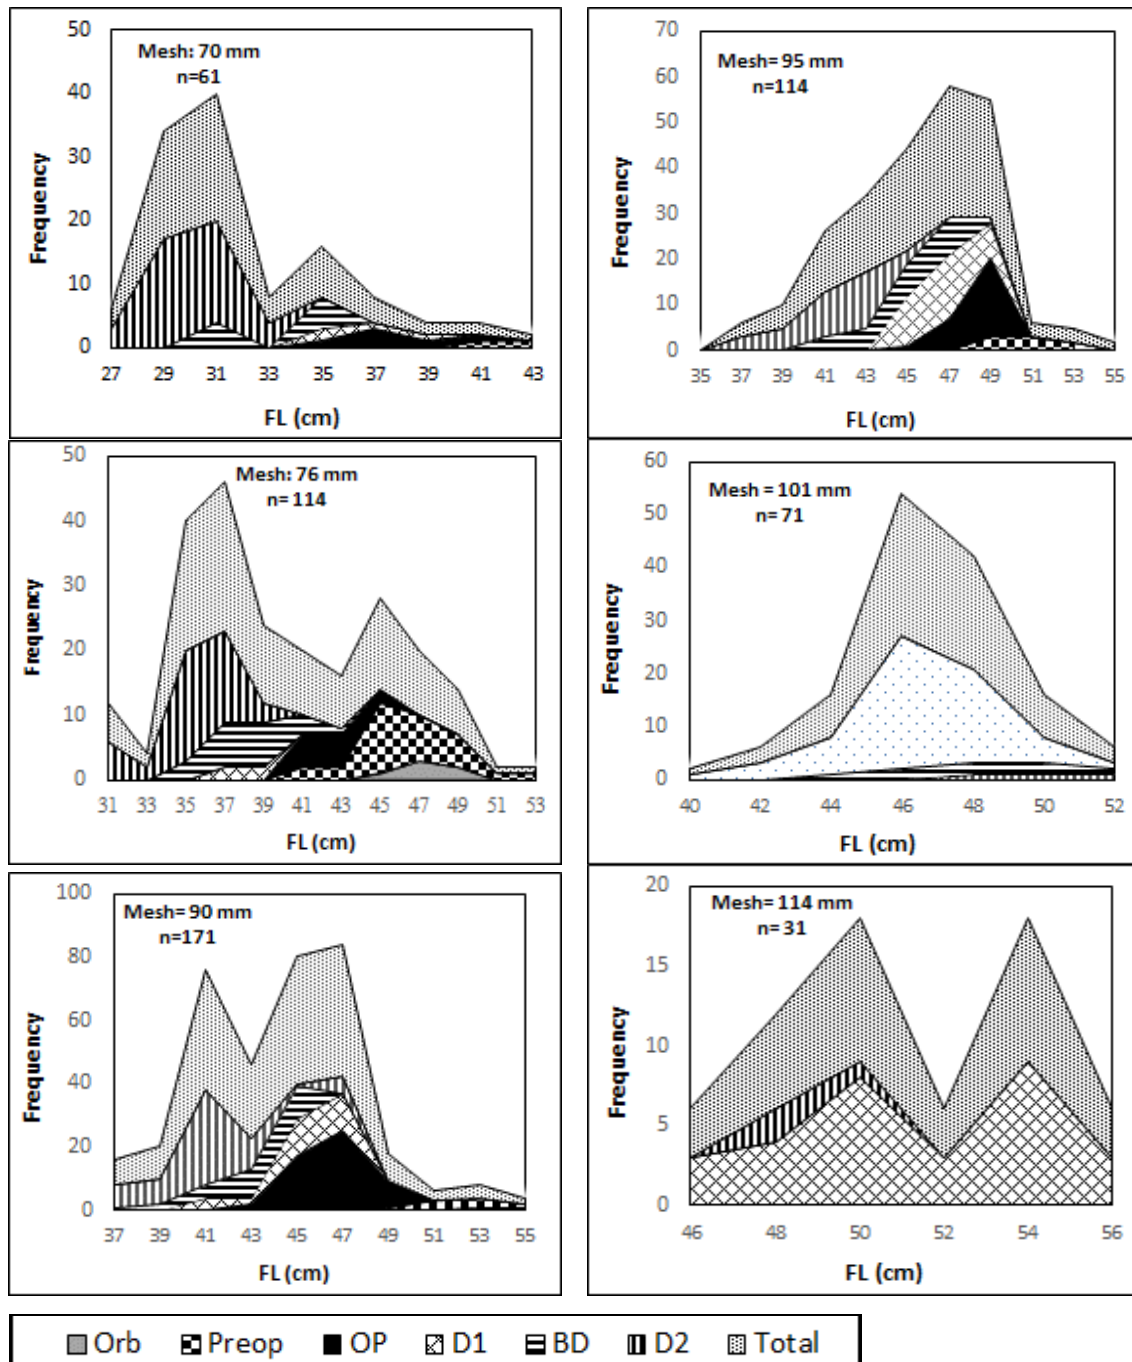 50
40
30
20
10
0
Frequency
Mesh: 70 mm
n=61
27 29 31 33 35 37 39 41 43
FL (cm)
70
60
50
40
30
20
10
0
Frequency
Mesh= 95 mm
n=114
35 37 39 41 43 45 47 49 51 53 55
FL (cm)
50
40
30
20
10
0
Frequency
Mesh: 76 mm
n= 114
31 33 35 37 39 41 43 45 47 49 51 53
FL (cm)
60
50
40
30
20
10
0
Frequency
Mesh = 101 mm
n= 71
40 42 44 46 48 50 52
FL (cm)
100
80
60
40
20
0
Frequency
Mesh= 90 mm
n=171
37 39 41 43 45 47 49 51 53 55
FL (cm)
20
15
10
5
0
Frequency
Mesh= 114 mm
n= 31
46 48 50 52 54 56
FL (cm)
Orb Preop OP D1 BD D2 Total